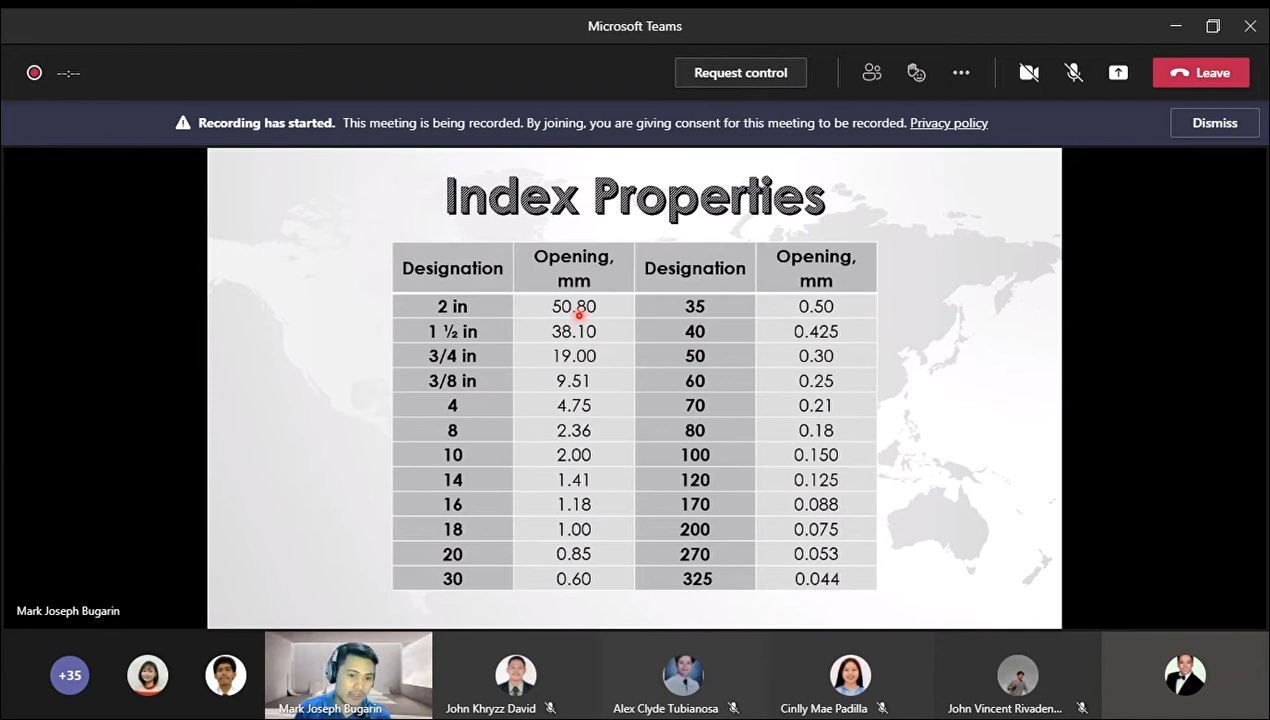 Microsoft Teams
--:--
Request control
Leave
Recording has started. This meeting is being recorded. By joining, you are giving consent for this meeting to be recorded. Privacy policy
Dismiss
Index Properties
Designation Opening, mm Designation Opening, mm
2 in 50.80 35 0.50
1 ½ in 38.10 40 0.425
3/4 in 19.00 50 0.30
3/8 in 9.51 60 0.25
4 4.75 70 0.21
8 2.36 80 0.18
10 2.00 100 0.150
14 1.41 120 0.125
16 1.18 170 0.088
18 1.00 200 0.075
20 0.85 270 0.053
30 0.60 325 0.044
Mark Joseph Bugarin
+35
Mark Joseph Bugarin
John Khryzz David
Alex Clyde Tubianosa
Cinlly Mae Padilla
John Vincent Rivaden...